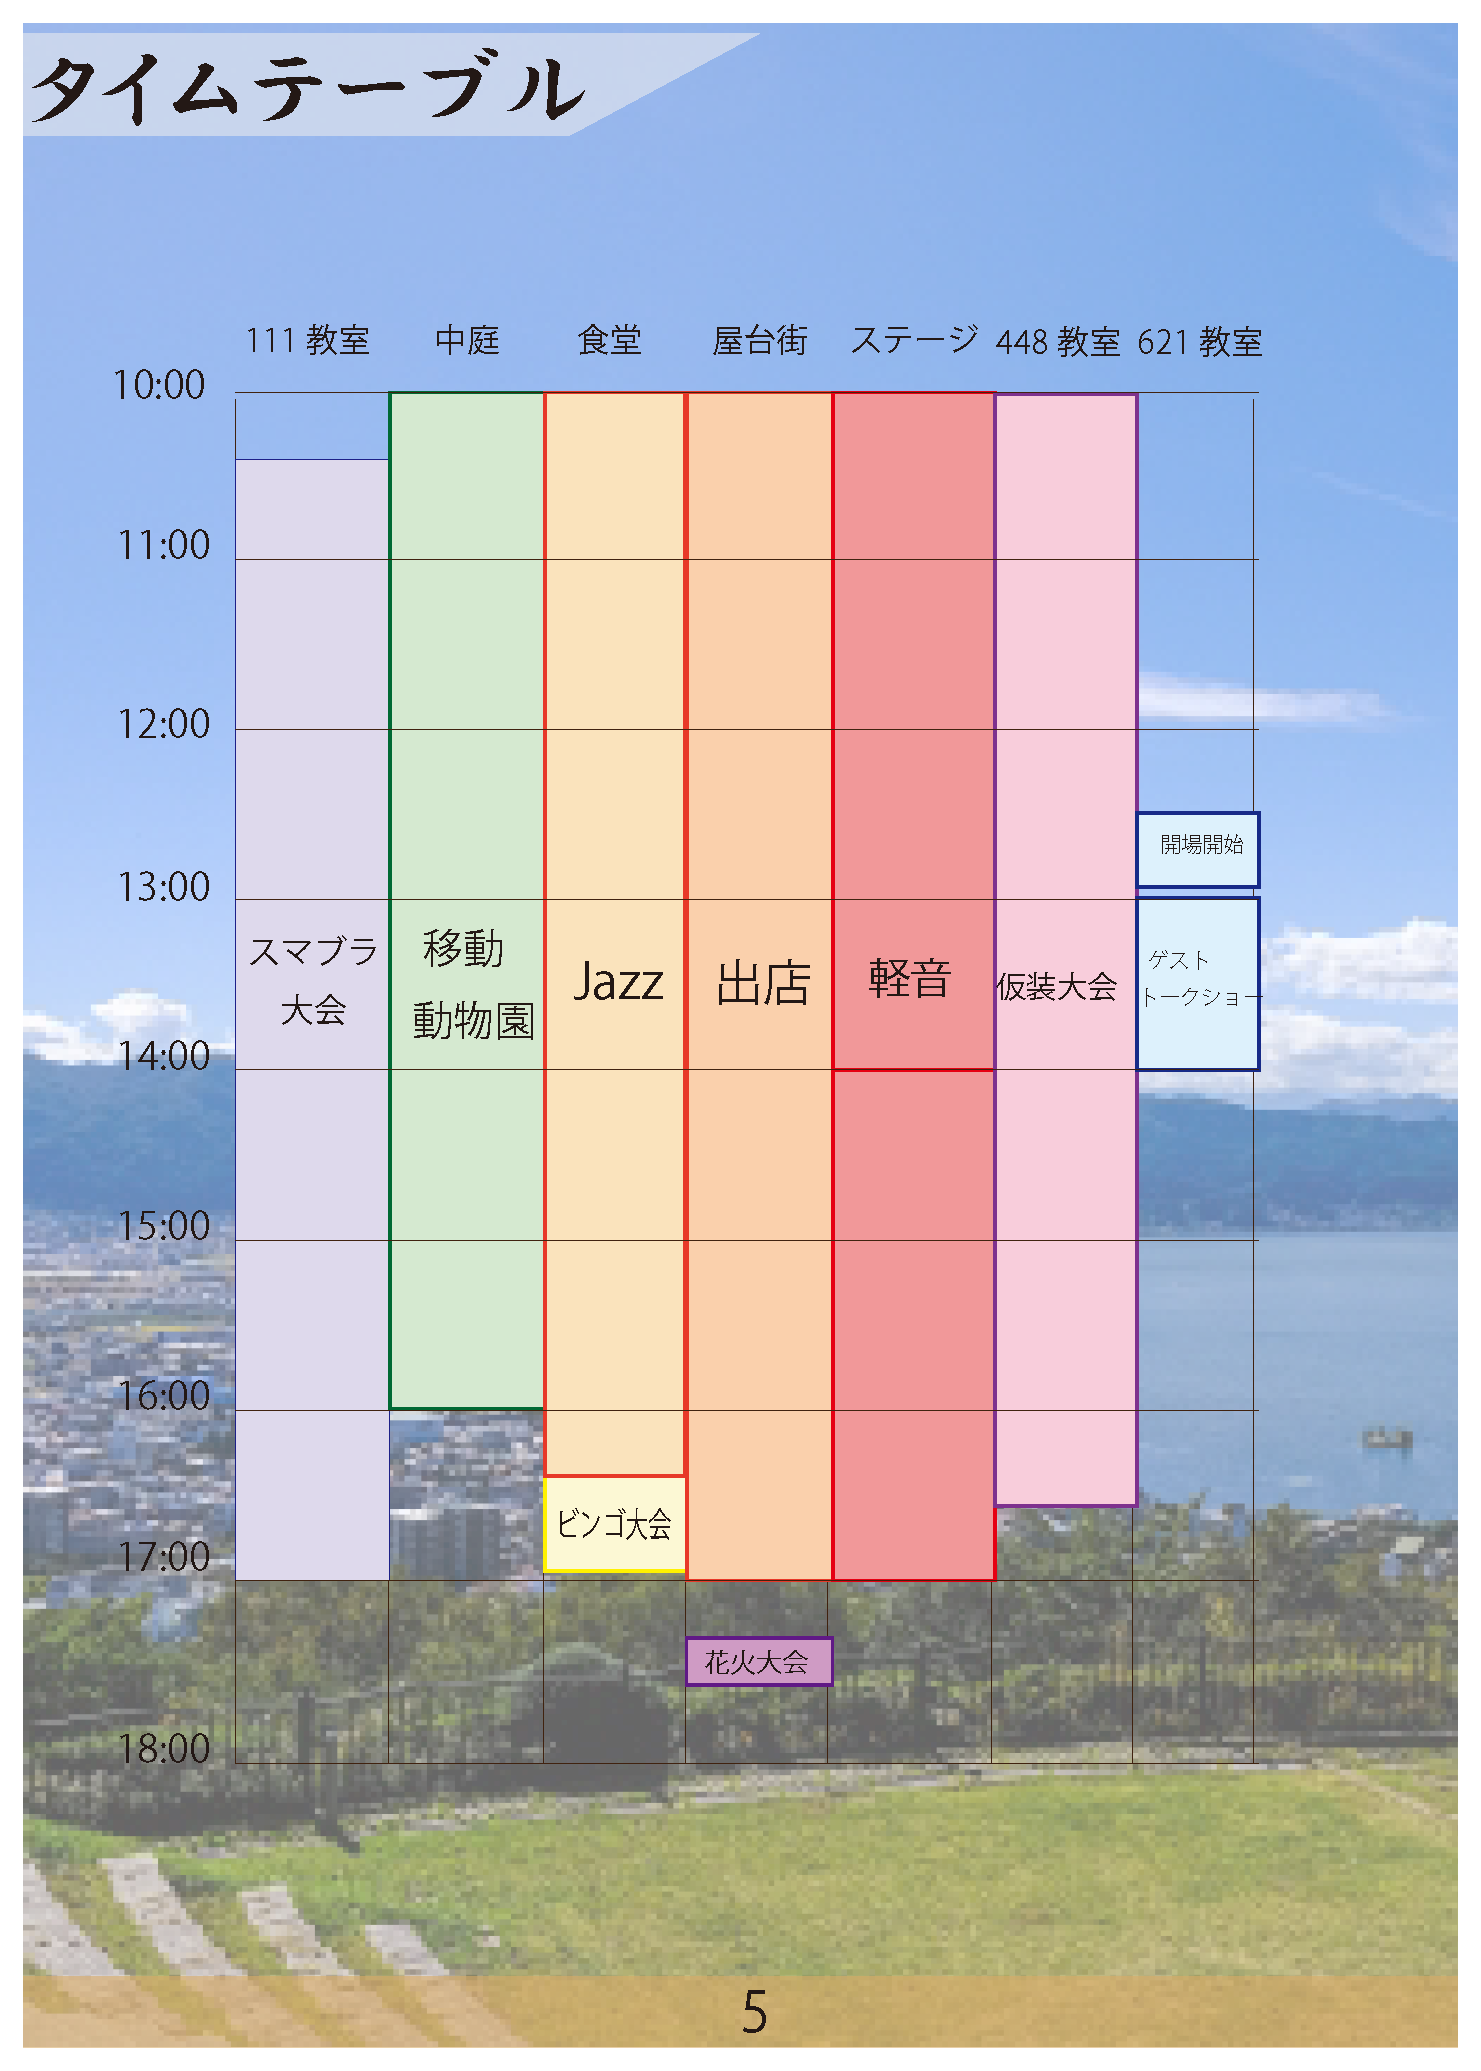 タイムテーブル
111 教室 中庭 食堂 屋台街 ステージ 448 教室 621 教室
10:00
11:00
12:00
開場開始
13:00
スマブラ
大会
移動
動物園
Jazz
出店
軽音
仮装大会
ゲスト
トークショー
14:00
15:00
16:00
ビンゴ大会
17:00
花火大会
18:00
5